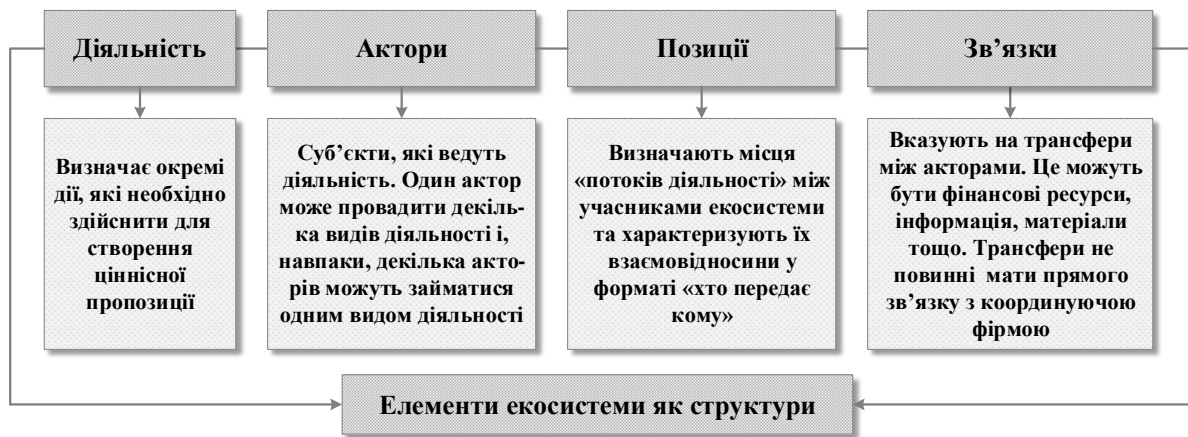 Діяльність
Актори
Позиції
Зв’язки
Визначає окремі
дії, які необхідно
здійснити для
створення
ціннісної
пропозиції
Суб’єкти, які ведуть
діяльність. Один актор
може провадити декіль-
ка видів діяльності і,
навпаки, декілька акто-
рів можуть займатися
одним видом діяльності
Визначають місця
«потоків діяльності» між
учасниками екосистеми
та характеризують їх
взаємовідносини у
форматі «хто передає
кому»
Вказують на трансфери
між акторами. Це можуть
бути фінансові ресурси,
інформація, матеріали
тощо. Трансфери не
повинні мати прямого
зв’язку з координуючою
фірмою
Елементи екосистеми як структури